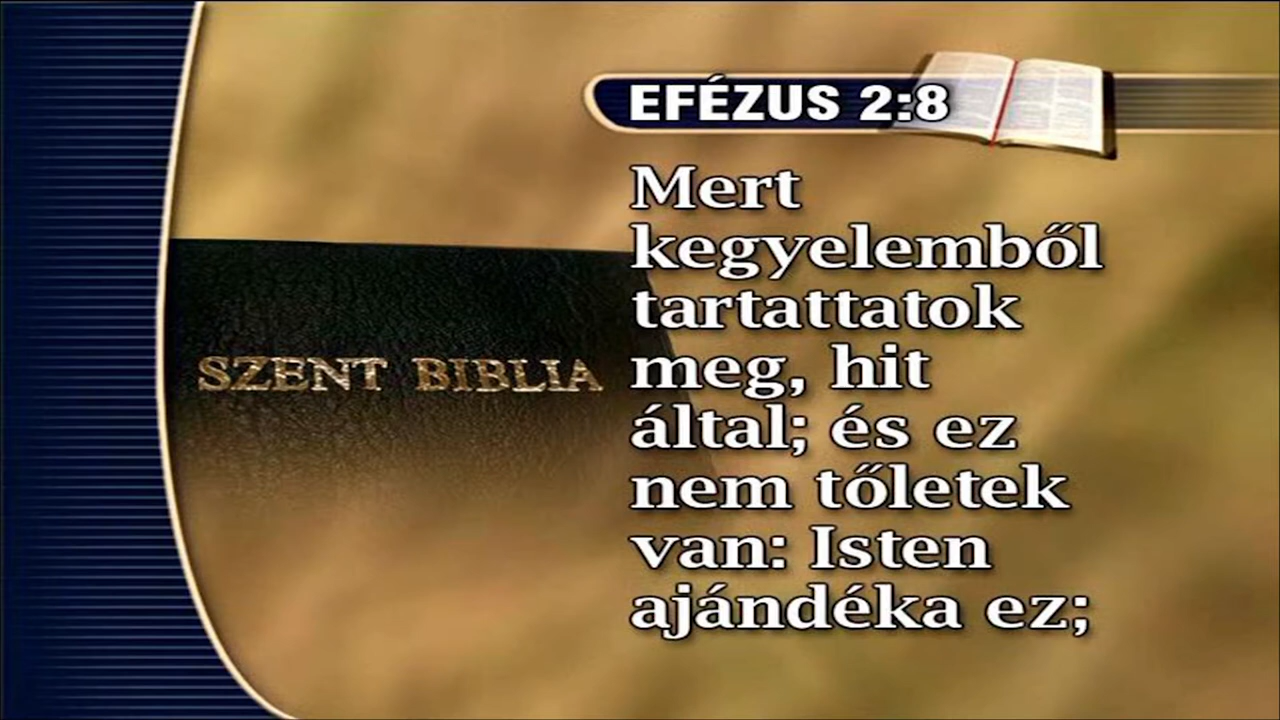 EFÉZUS 2:8
Mert
kegyelemből
tartattatok
meg, hit
által; és ez
nem tőletek
van: Isten
ajándéka ez;
SZENT BIBLIA